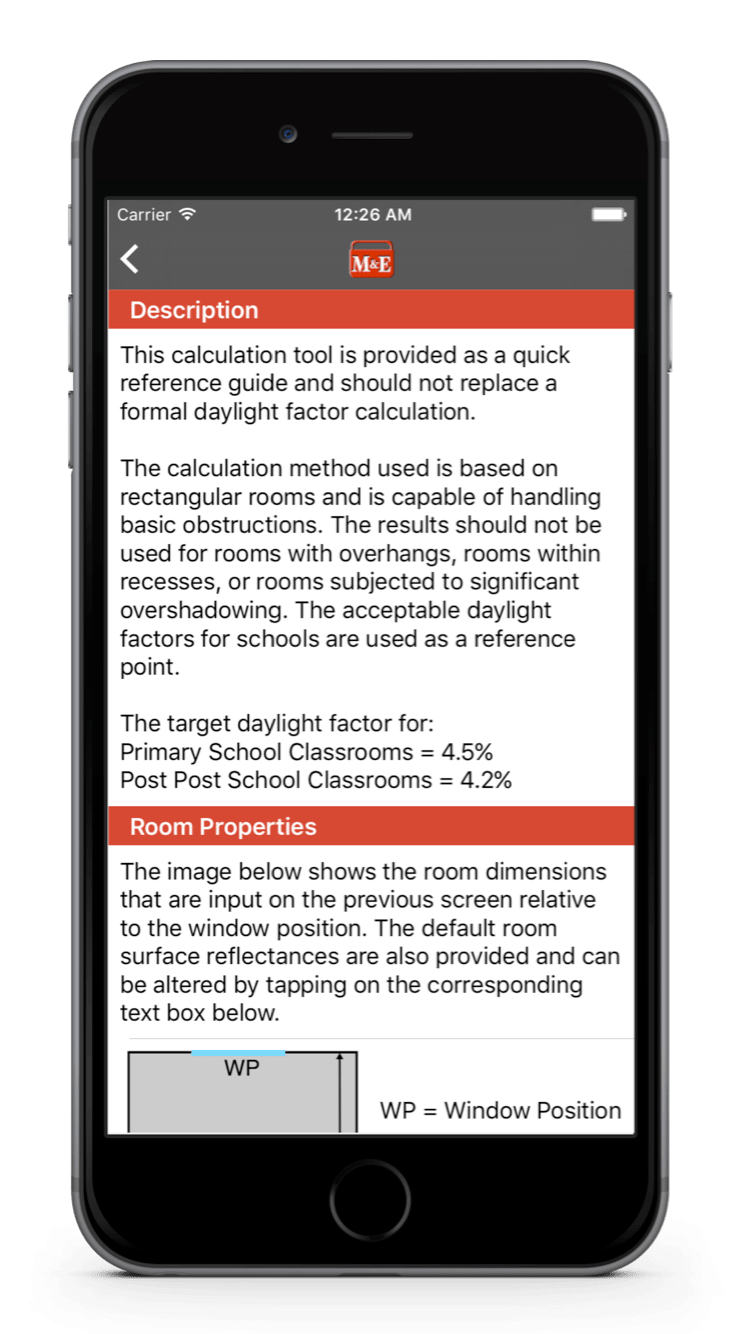 Carrier 12:26 AM
M&E
Description
This calculation tool is provided as a quick
reference guide and should not replace a
formal daylight factor calculation.
The calculation method used is based on
rectangular rooms and is capable of handling
basic obstructions. The results should not be
used for rooms with overhangs, rooms within
recesses, or rooms subjected to significant
overshadowing. The acceptable daylight
factors for schools are used as a reference
point.
The target daylight factor for:
Primary School Classrooms = 4.5%
Post Post School Classrooms = 4.2%
Room Properties
The image below shows the room dimensions
that are input on the previous screen relative
to the window position. The default room
surface reflectances are also provided and can
be altered by tapping on the corresponding
text box below.
WP
WP = Window Position